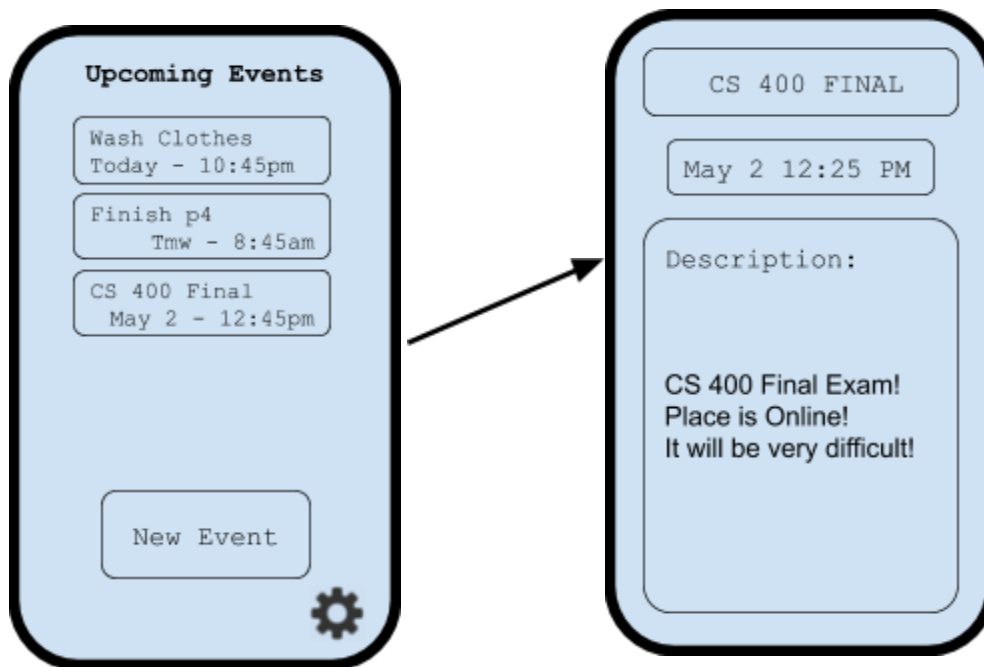 Upcoming Events
Wash Clothes
Today - 10:45pm
Finish p4
Tmw - 8:45am
CS 400 Final
May 2 - 12:45pm
New Event
CS 400 FINAL
May 2 12:25 PM
Description:
CS 400 Final Exam!
Place is Online!
It will be very difficult!